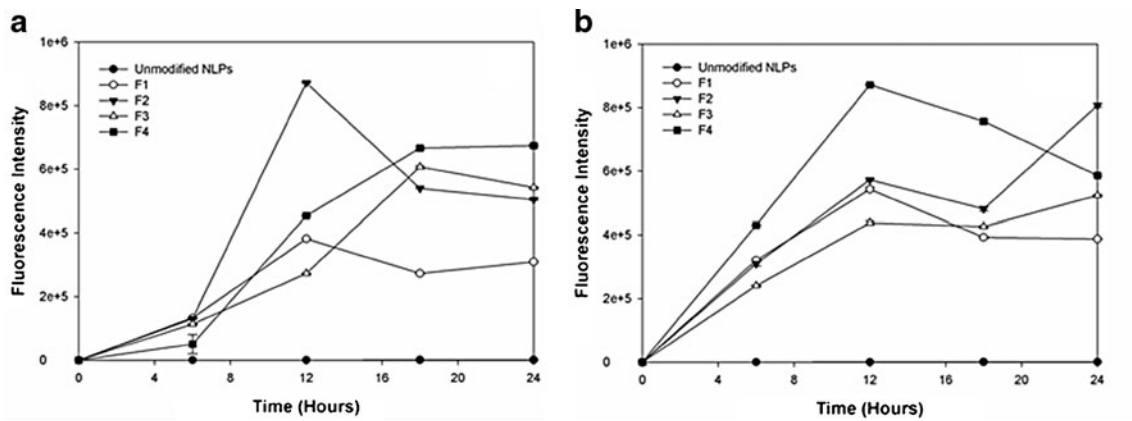 a
1e+6
8e+5
6e+5
4e+5
2e+5
0
Fluorescence Intensity
Unmodified NLPs
F1
F2
F3
F4
0 4 8 12 16 20 24
Time (Hours)
b
1e+6
8e+5
6e+5
4e+5
2e+5
0
Fluorescence Intensity
Unmodified NLPs
F1
F2
F3
F4
0 4 8 12 16 20 24
Time (Hours)